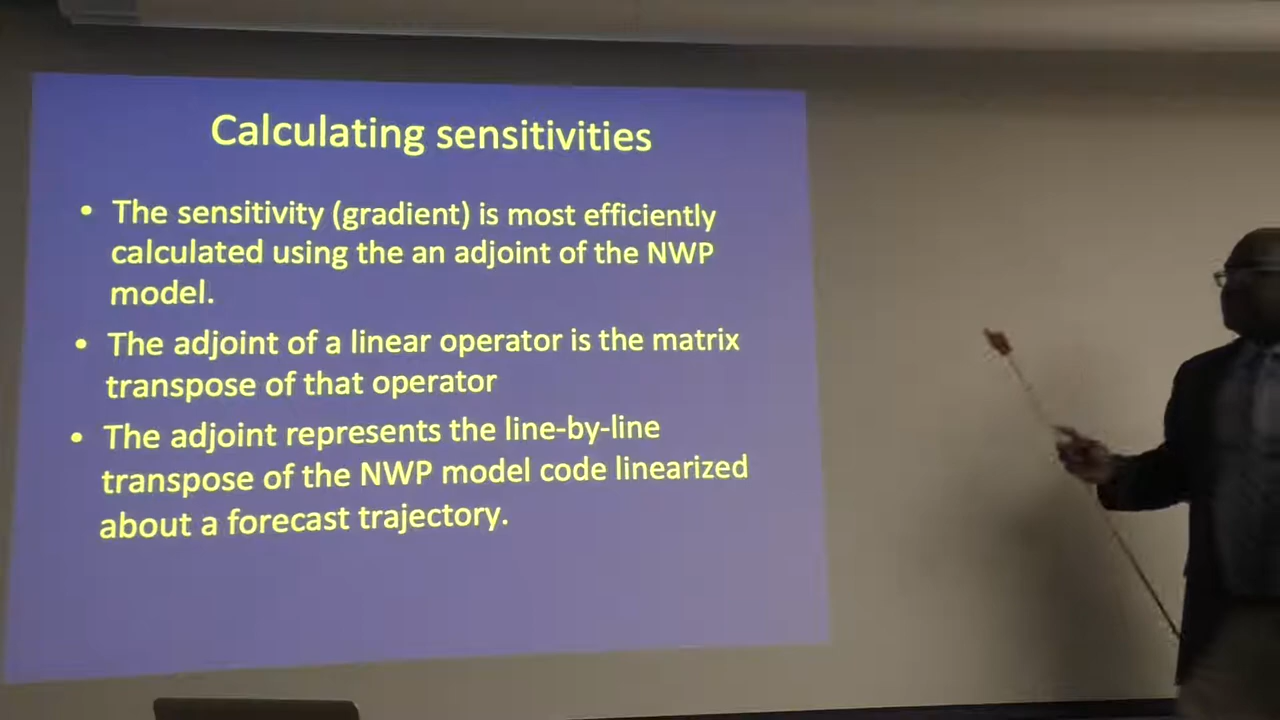 Calculating sensitivities
• The sensitivity (gradient) is most efficiently
calculated using the an adjoint of the NWP
model.
• The adjoint of a linear operator is the matrix
transpose of that operator
• The adjoint represents the line-by-line
transpose of the NWP model code linearized
about a forecast trajectory.